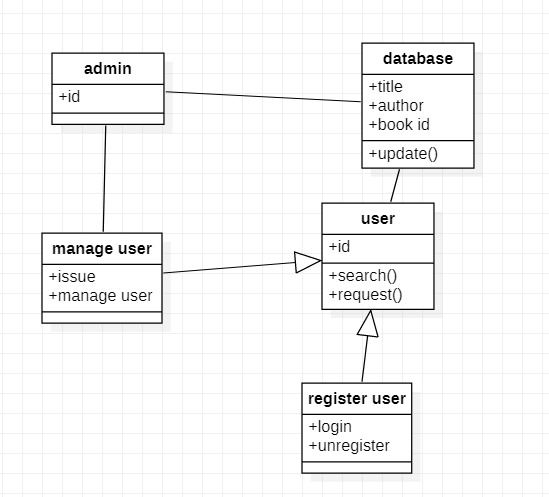 admin
+id
database
+title
+author
+book id
+update()
manage user
+issue
+manage user
user
+id
+search()
+request()
register user
+login
+unregister